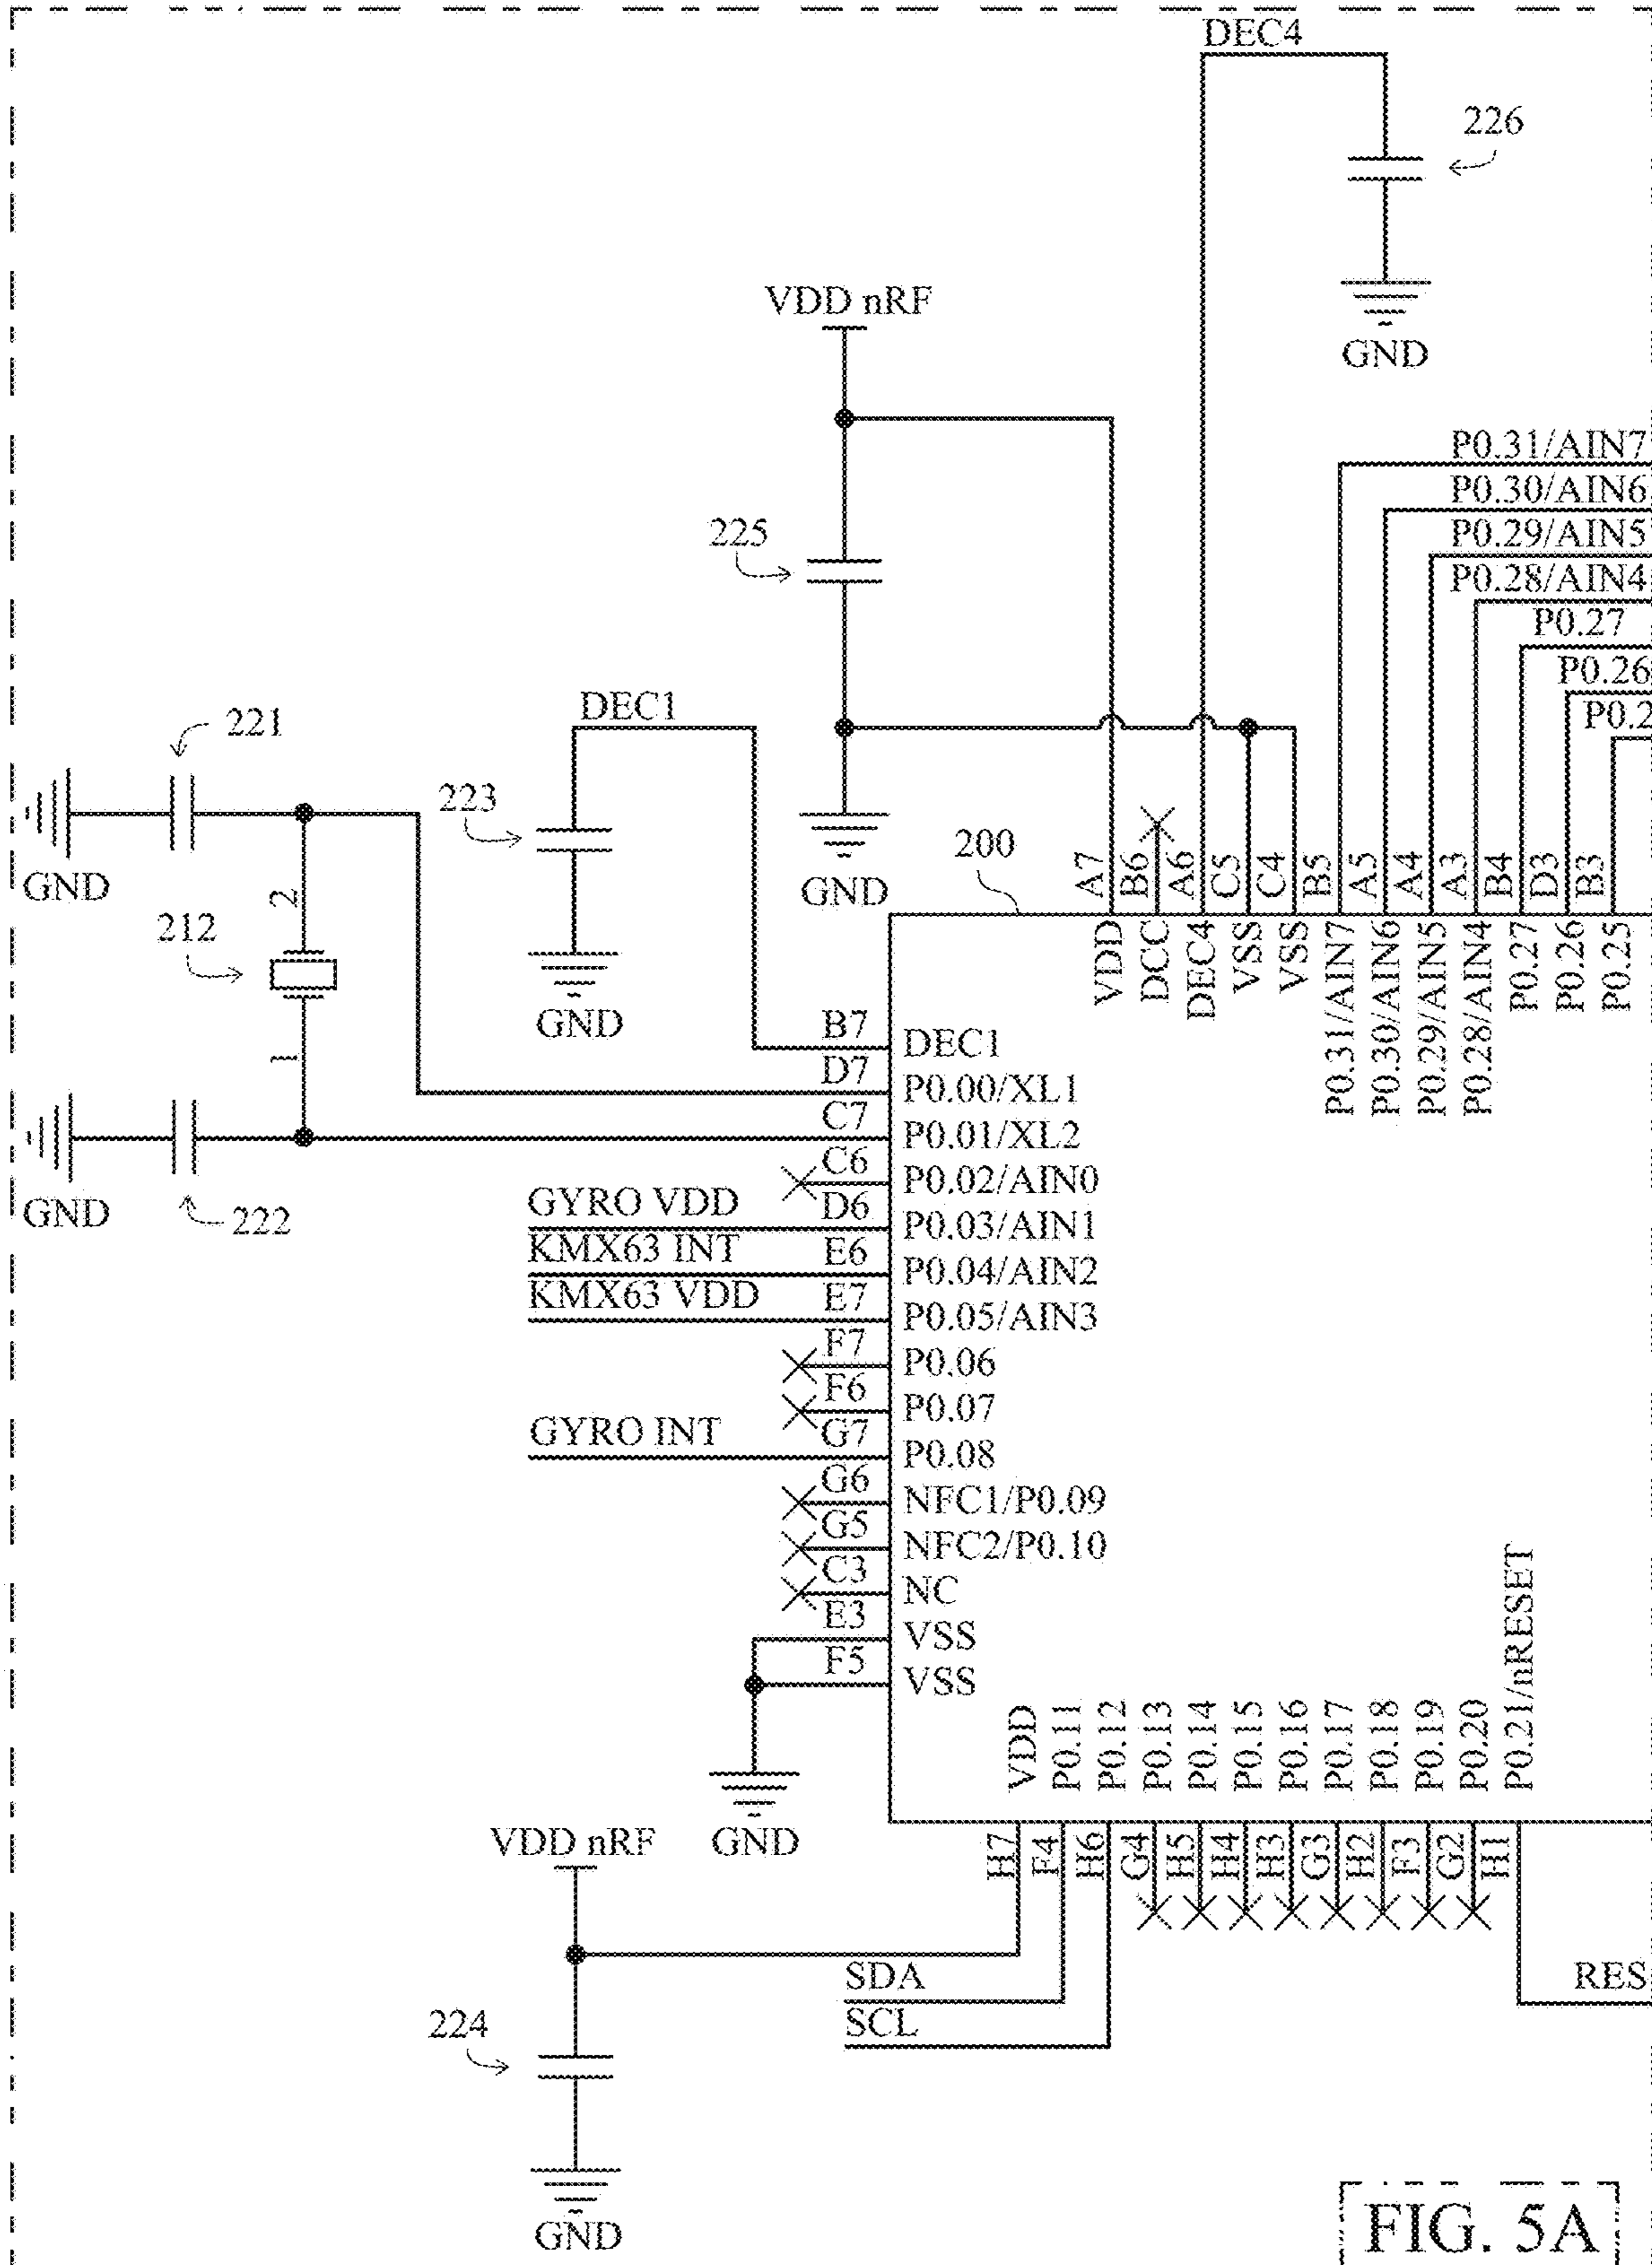 DEC4
226
GND
VDD nRF
P0.31/AIN7
P0.30/AIN6
P0.29/AIN5
P0.28/AIN4
P0.27
P0.26
P0.2
225
DEC1
221
223
GND
2
212
1
GND
222
GND
GND
200
A7
B6
A6
C5
C4
B5
A5
A4
A3
B4
D3
B3
VDD
DCC
DEC4
VSS
VSS
P0.31/AIN7
P0.30/AIN6
P0.29/AIN5
P0.28/AIN4
P0.27
P0.26
P0.25
B7 DEC1
D7 P0.00/XL1
C7 P0.01/XL2
C6 P0.02/AIN0
GYRO VDD D6 P0.03/AIN1
KMX63 INT E6 P0.04/AIN2
KMX63 VDD E7 P0.05/AIN3
F7 P0.06
F6 P0.07
GYRO INT G7 P0.08
G6 NFC1/P0.09
G5 NFC2/P0.10
C3 NC
E3 VSS
F5 VSS
GND
VDD
P0.11
P0.12
P0.13
P0.14
P0.15
P0.16
P0.17
P0.18
P0.19
P0.20
P0.21/nRESET
H7
F4
H6
G4
H5
H4
H3
G3
H2
F3
G2
H1
VDD nRF
SDA
SCL
RES
224
GND
FIG. 5A